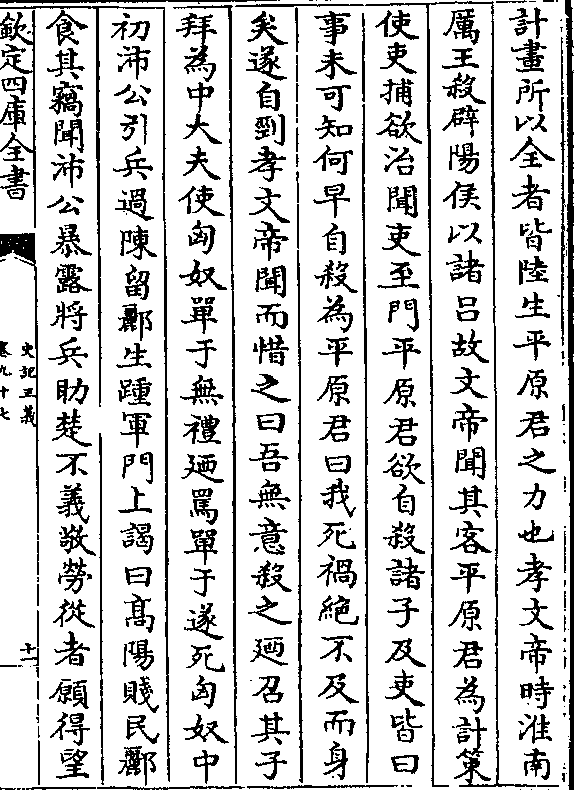 計畫所以全者皆陸生平原君之力也孝文帝時淮南
厲王殺辟陽侯以諸呂故文帝聞其客平原君為計策
使吏捕欲治聞吏至門平原君欲自殺諸子及吏皆曰
事未可知何早自殺為平原君曰我死禍絕不及而身
矣遂自剄孝文帝聞而惜之曰吾無意殺之廼召其子
拜為中大夫使匈奴單于無禮廼罵單于遂死匈奴中
初沛公引兵過陳留酈生踵軍門上謁曰髙陽賤民酈
食其竊聞沛公暴露將兵助楚不義敬勞從者願得望
欽定四庫全書
史記正義
卷九十七
十一